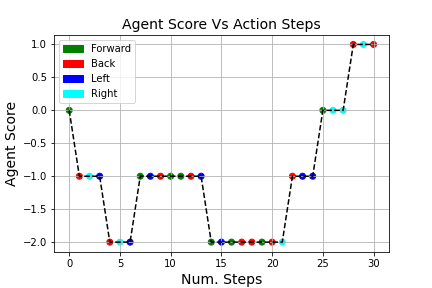 Agent Score Vs Action Steps
Forward
Back
Left
Right
1.0
0.5
0.0
−0.5
−1.0
−1.5
−2.0
Agent Score
0 5 10 15 20 25 30
Num. Steps